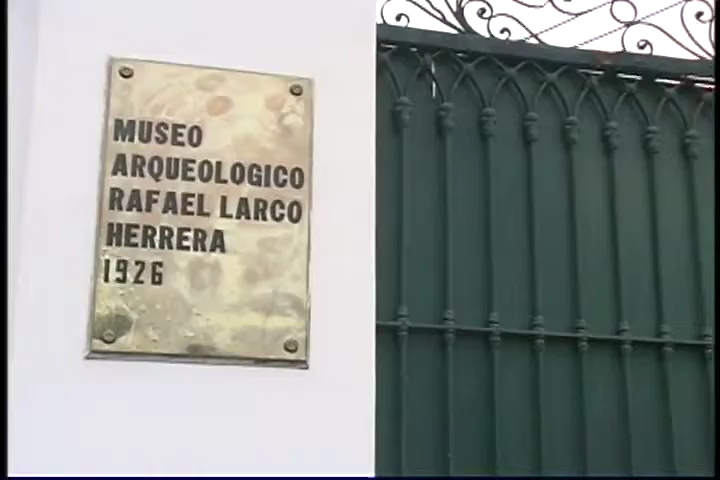 MUSEO
ARQUEOLOGICO
RAFAEL LARCO
HERRERA
1926